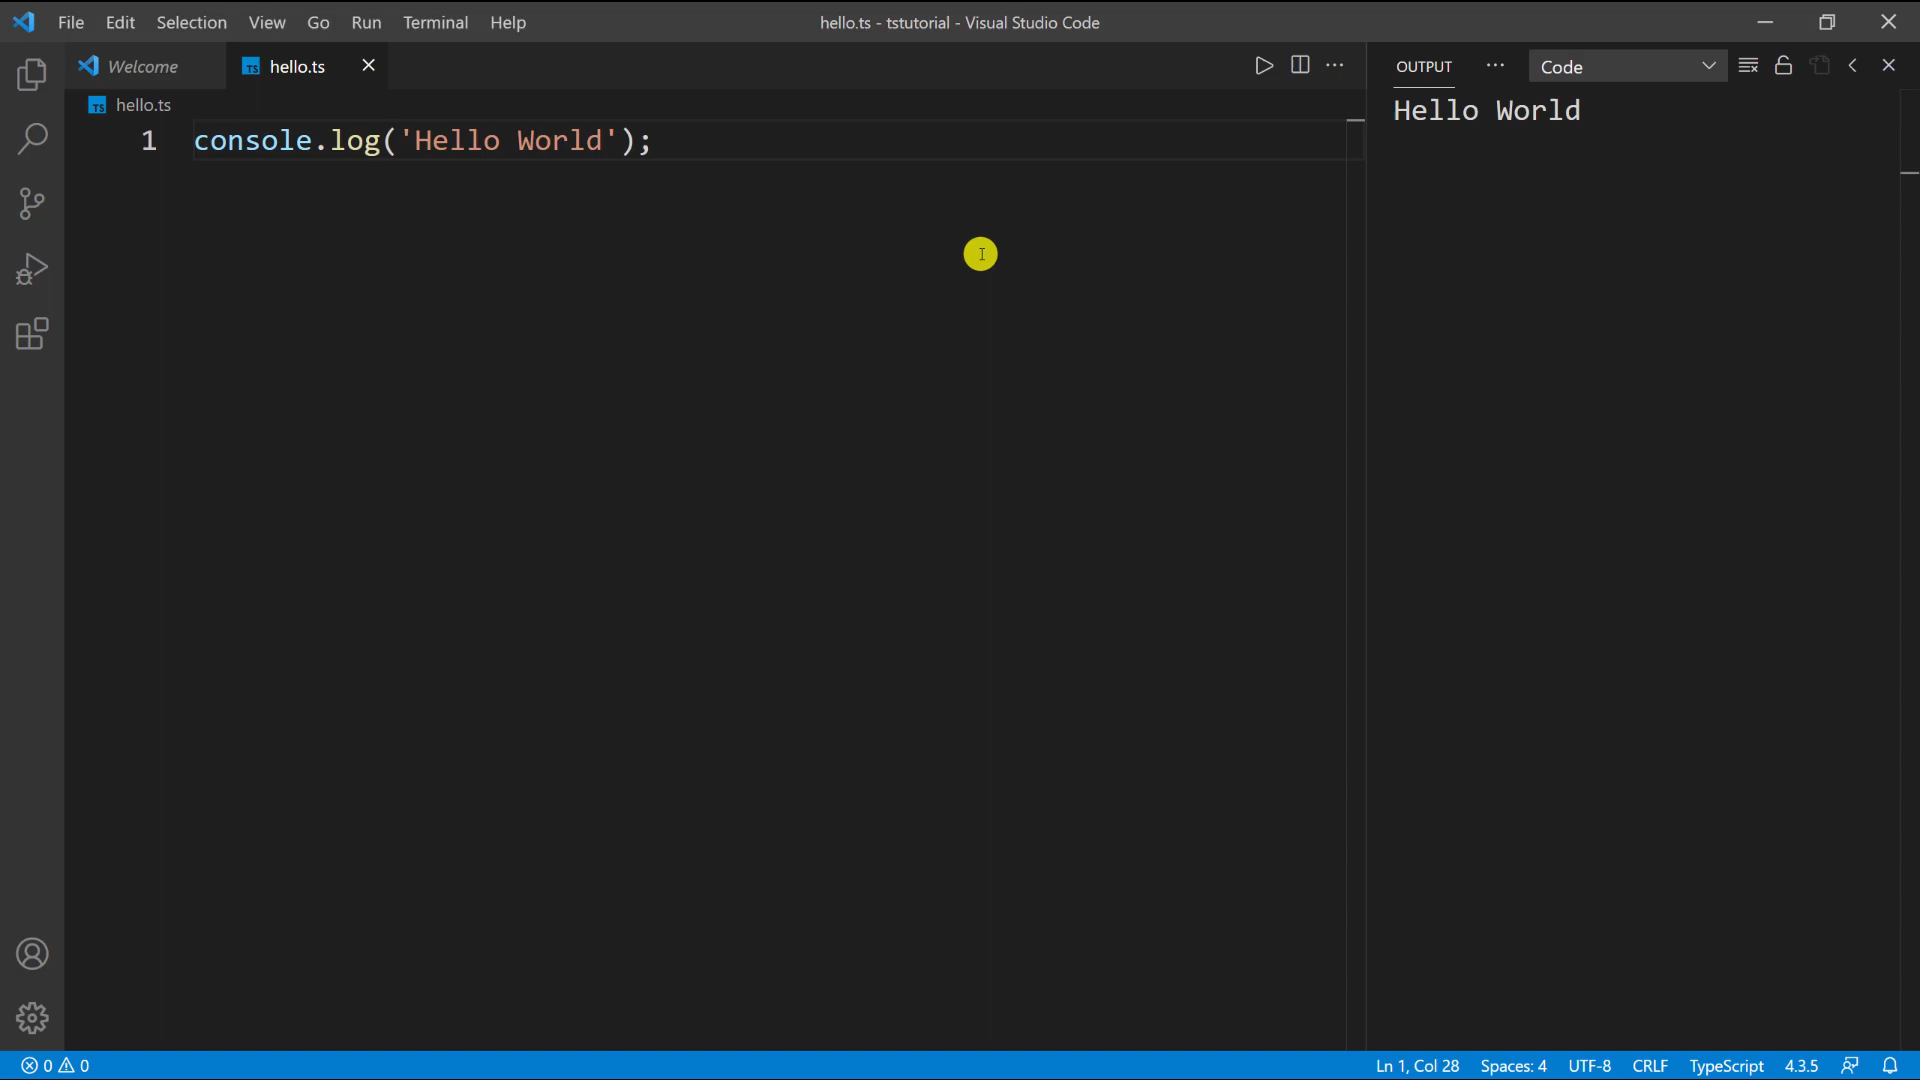 File Edit Selection View Go Run Terminal Help
hello.ts - tstutorial - Visual Studio Code
Welcome
TS hello.ts
OUTPUT
Code
TS hello.ts
Hello World
1 console.log('Hello World');
0 0
Ln 1, Col 28 Spaces: 4 UTF-8 CRLF TypeScript 4.3.5